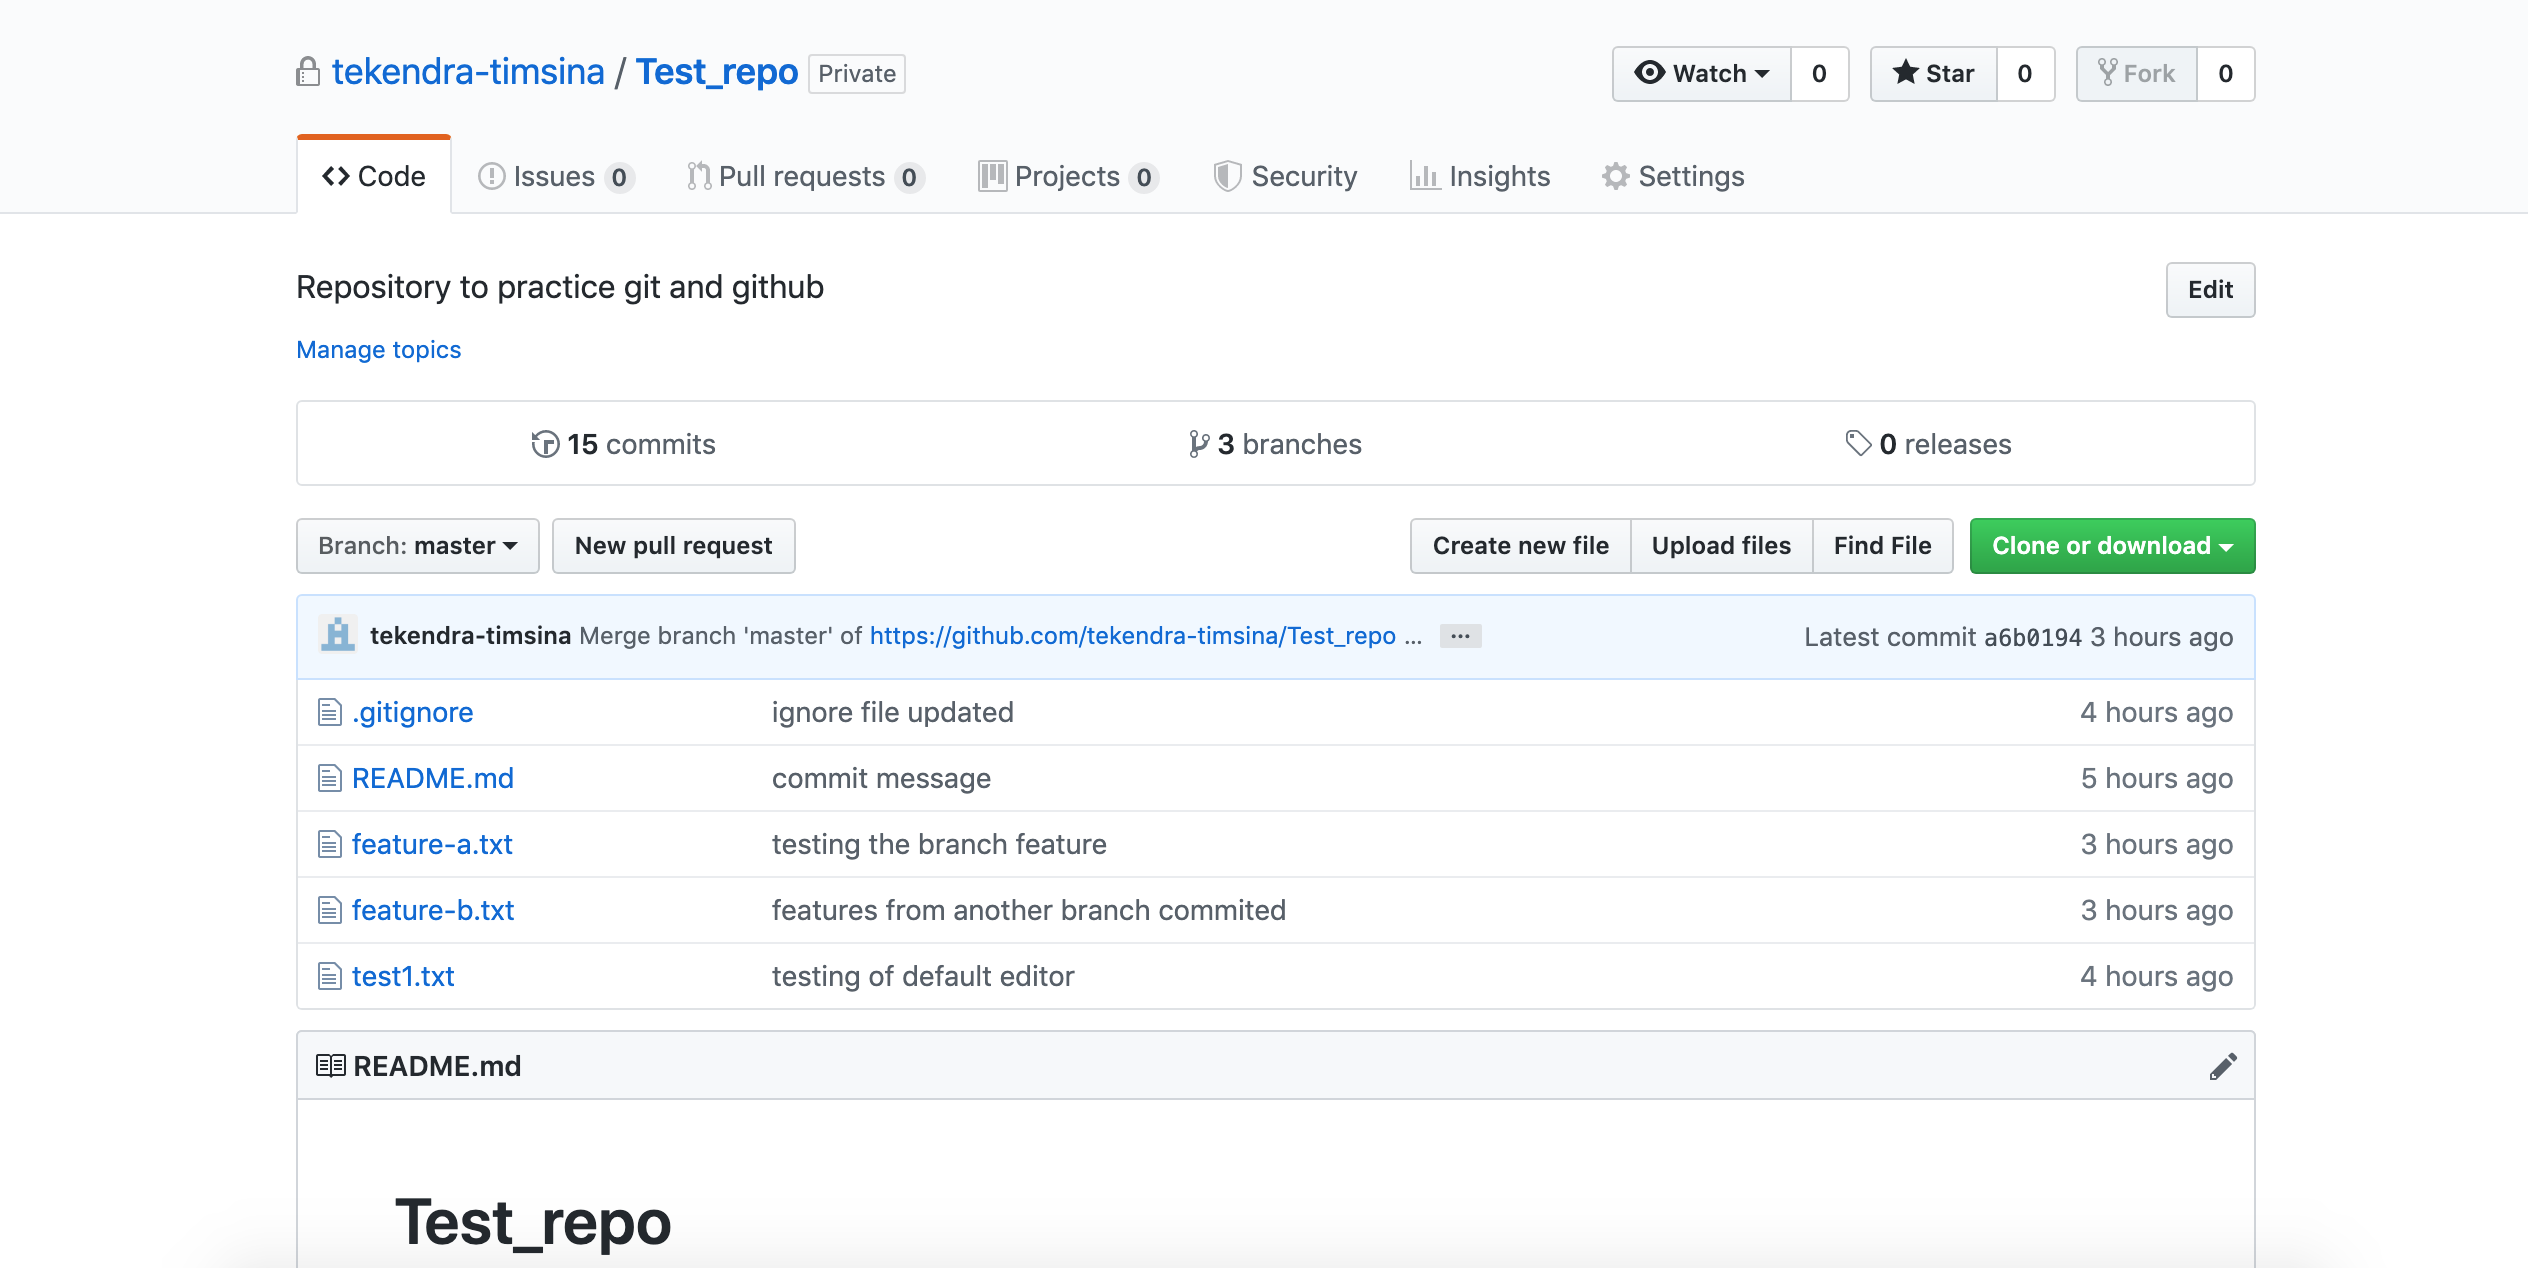 tekendra-timsina / Test_repo Private
Watch 0 Star 0 Fork 0
Code Issues 0 Pull requests 0 Projects 0 Security Insights Settings
Repository to practice git and github
Edit
Manage topics
15 commits 3 branches 0 releases
Branch: master New pull request Create new file Upload files Find File Clone or download
tekendra-timsina Merge branch 'master' of https://github.com/tekendra-timsina/Test_repo ... ... Latest commit a6b0194 3 hours ago
.gitignore ignore file updated 4 hours ago
README.md commit message 5 hours ago
feature-a.txt testing the branch feature 3 hours ago
feature-b.txt features from another branch commited 3 hours ago
test1.txt testing of default editor 4 hours ago
README.md
Test_repo